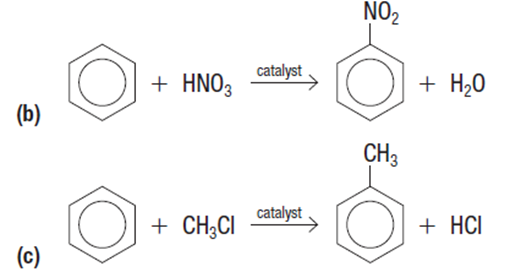 NO₂
+ HNO₃ catalyst + H₂O
(b)
CH₃
+ CH₃Cl catalyst + HCl
(c)